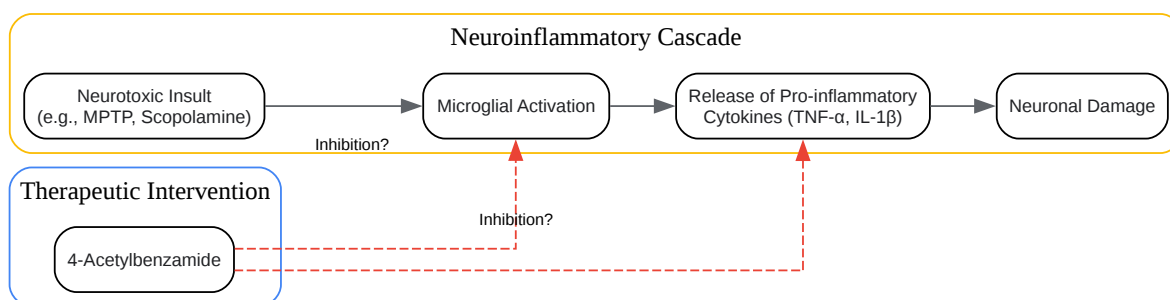 Neuroinflammatory Cascade
Neurotoxic Insult
(e.g., MPTP, Scopolamine)
Microglial Activation
Release of Pro-inflammatory
Cytokines (TNF-α, IL-1β)
Neuronal Damage
Inhibition?
Therapeutic Intervention
Inhibition?
4-Acetylbenzamide